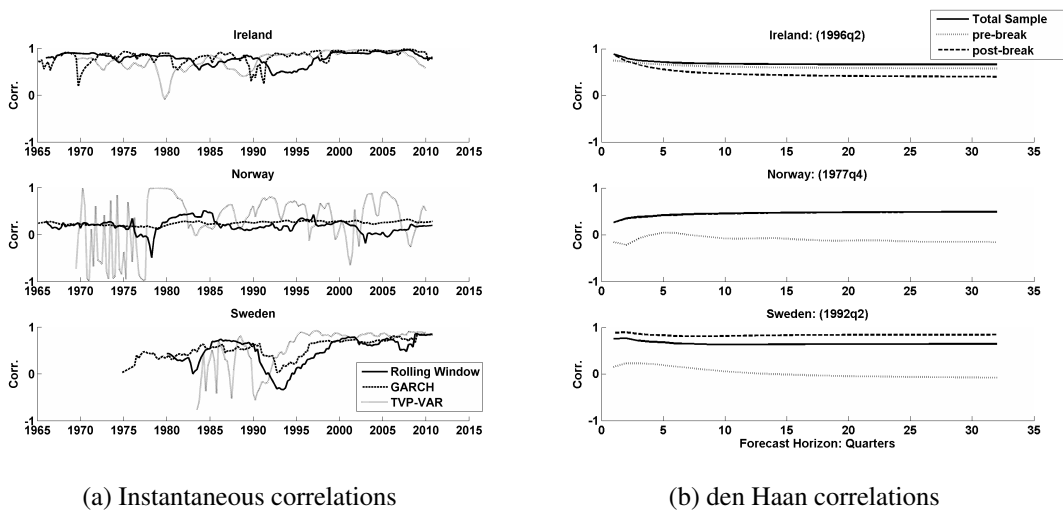 Ireland
Corr.
1
0
-1
1965 1970 1975 1980 1985 1990 1995 2000 2005 2010 2015
Norway
Corr.
1
0
-1
1965 1970 1975 1980 1985 1990 1995 2000 2005 2010 2015
Sweden
Corr.
1
0
-1
Rolling Window
GARCH
TVP-VAR
1965 1970 1975 1980 1985 1990 1995 2000 2005 2010 2015
(a) Instantaneous correlations
Total Sample
pre-break
post-break
Ireland: (1996q2)
Corr.
1
0
-1
0 5 10 15 20 25 30 35
Norway: (1977q4)
Corr.
1
0
-1
0 5 10 15 20 25 30 35
Sweden: (1992q2)
Corr.
1
0
-1
0 5 10 15 20 25 30 35
Forecast Horizon: Quarters
(b) den Haan correlations